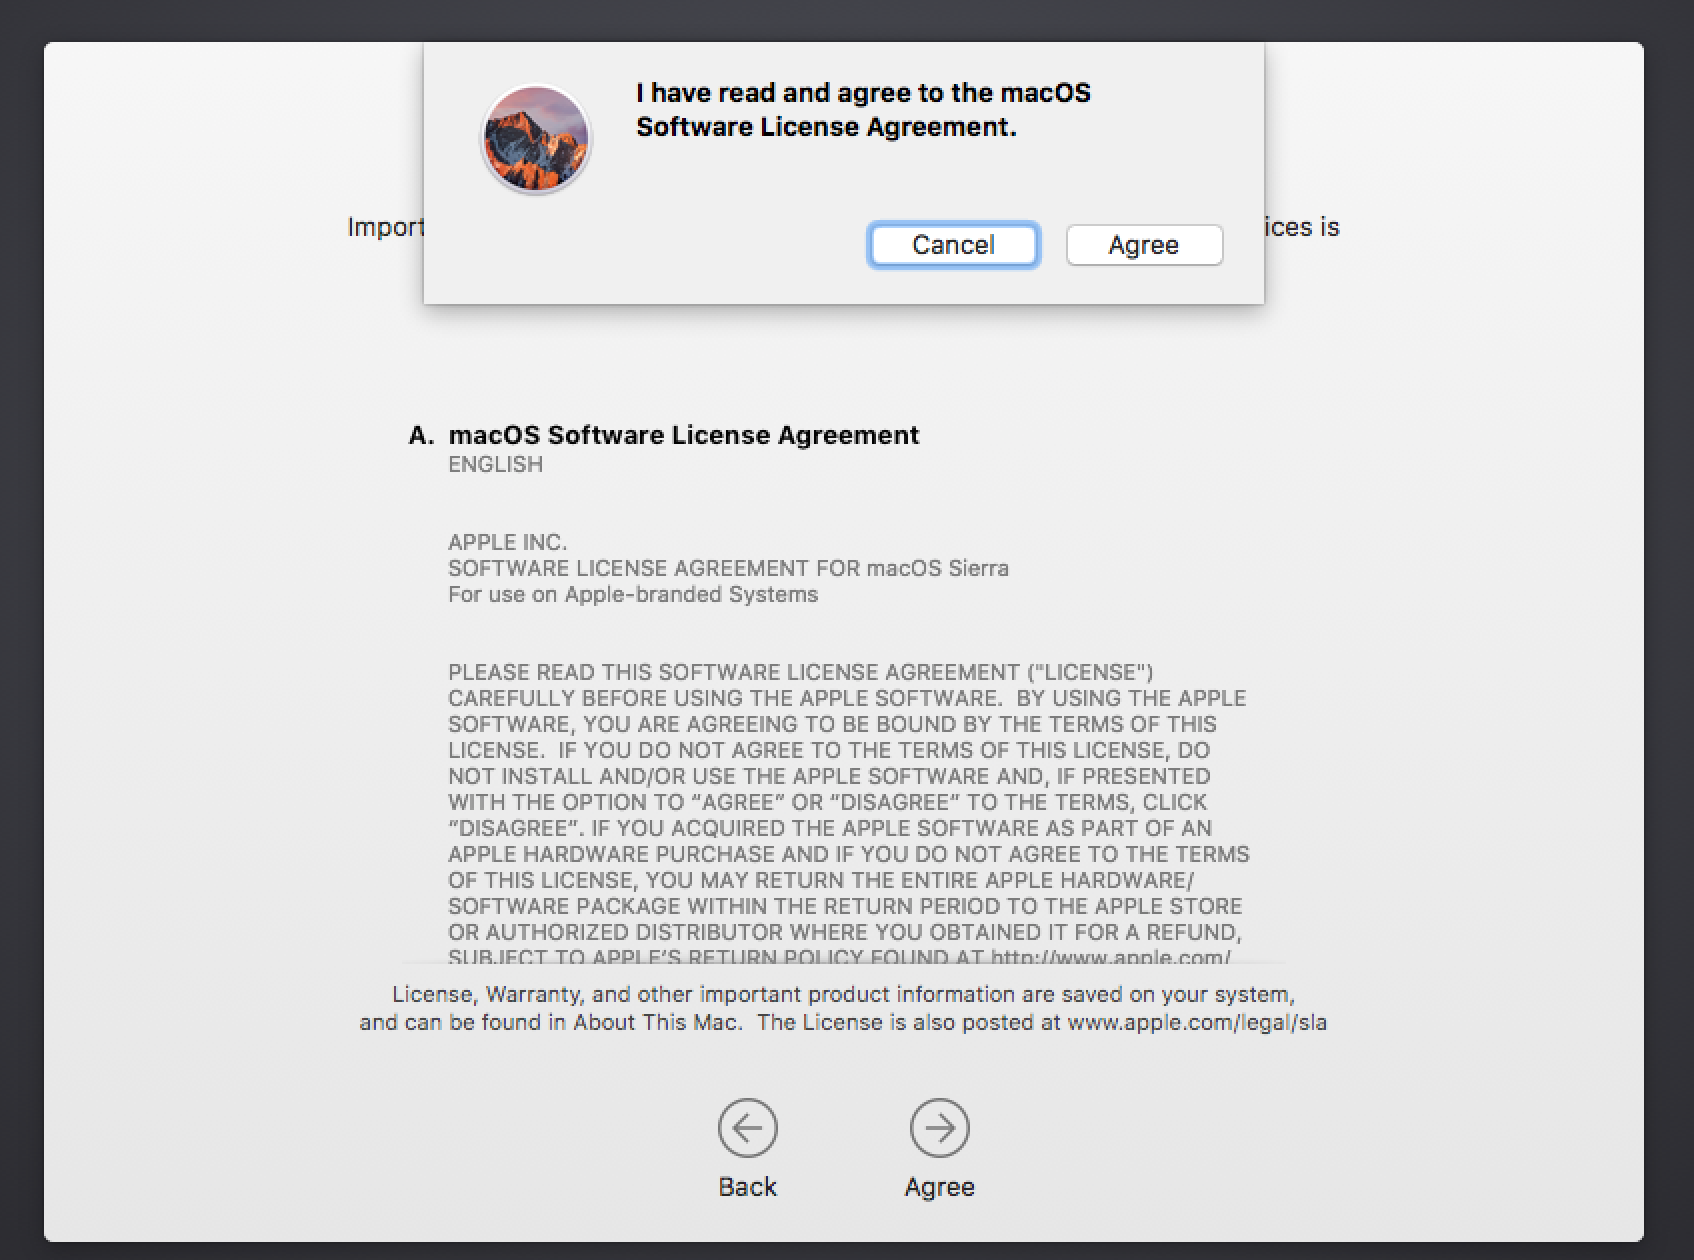 I have read and agree to the macOS
Software License Agreement.
Cancel Agree
Import ices is
A. macOS Software License Agreement
ENGLISH
APPLE INC.
SOFTWARE LICENSE AGREEMENT FOR macOS Sierra
For use on Apple-branded Systems
PLEASE READ THIS SOFTWARE LICENSE AGREEMENT ("LICENSE")
CAREFULLY BEFORE USING THE APPLE SOFTWARE.  BY USING THE APPLE
SOFTWARE, YOU ARE AGREEING TO BE BOUND BY THE TERMS OF THIS
LICENSE.  IF YOU DO NOT AGREE TO THE TERMS OF THIS LICENSE, DO
NOT INSTALL AND/OR USE THE APPLE SOFTWARE AND, IF PRESENTED
WITH THE OPTION TO “AGREE” OR “DISAGREE” TO THE TERMS, CLICK
“DISAGREE”. IF YOU ACQUIRED THE APPLE SOFTWARE AS PART OF AN
APPLE HARDWARE PURCHASE AND IF YOU DO NOT AGREE TO THE TERMS
OF THIS LICENSE, YOU MAY RETURN THE ENTIRE APPLE HARDWARE/
SOFTWARE PACKAGE WITHIN THE RETURN PERIOD TO THE APPLE STORE
OR AUTHORIZED DISTRIBUTOR WHERE YOU OBTAINED IT FOR A REFUND,
SUBJECT TO APPLE’S RETURN POLICY FOUND AT http://www.apple.com/
License, Warranty, and other important product information are saved on your system,
and can be found in About This Mac.  The License is also posted at www.apple.com/legal/sla
Back Agree